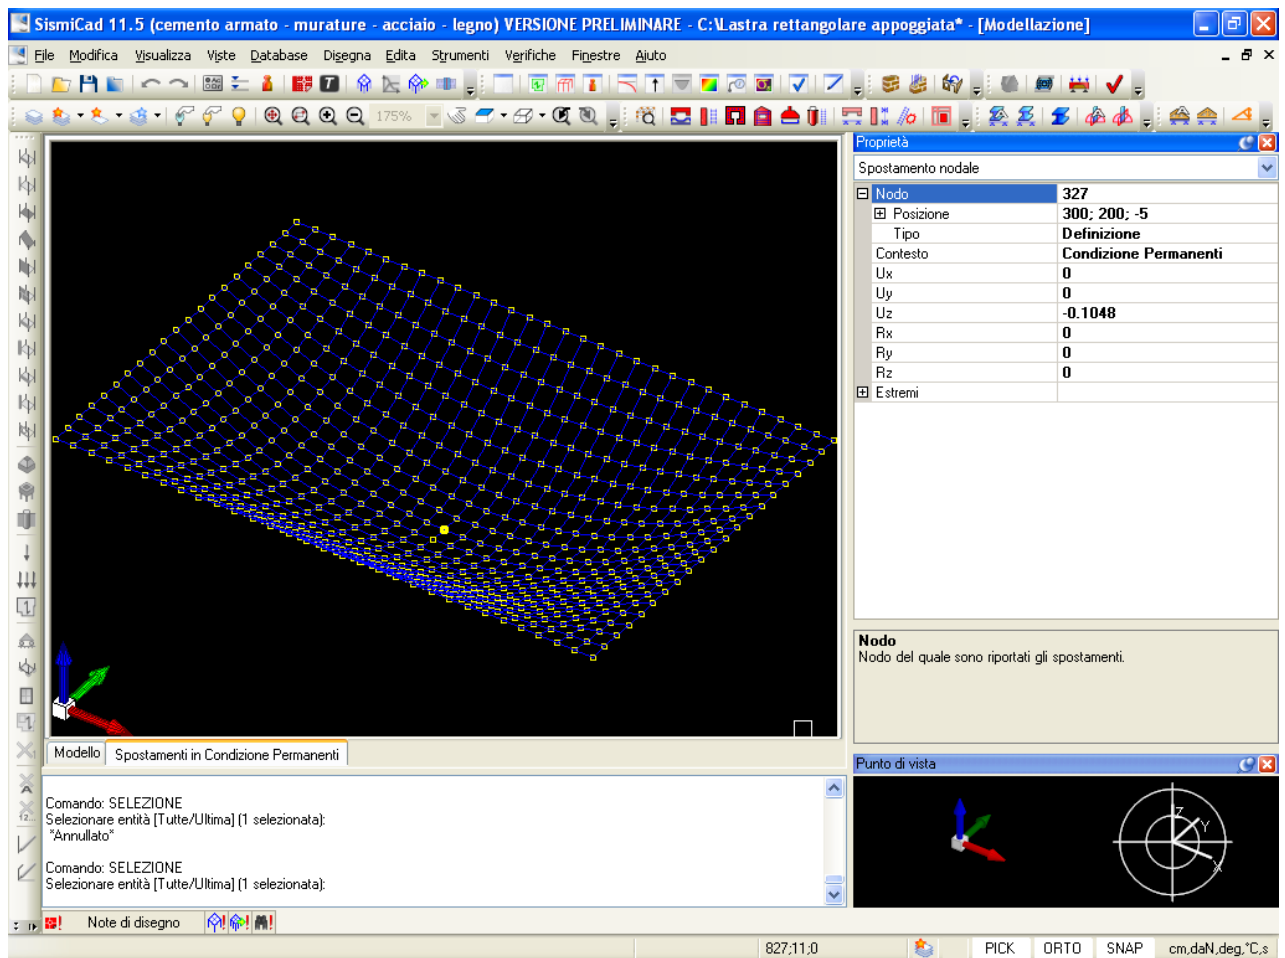 SismiCad 11.5 (cemento armato - murature - acciaio - legno) VERSIONE PRELIMINARE - C:\Lastra rettangolare appoggiata* - [Modellazione]
File Modifica Visualizza Viste Database Disegna Edita Strumenti Verifiche Finestre Aiuto
175%
Proprietà
Spostamento nodale
Nodo 327
Posizione 300; 200; -5
Tipo Definizione
Contesto Condizione Permanenti
Ux 0
Uy 0
Uz -0.1048
Rx 0
Ry 0
Rz 0
Estremi
Nodo
Nodo del quale sono riportati gli spostamenti.
Modello Spostamenti in Condizione Permanenti
Punto di vista
Z
Y
X
Comando: SELEZIONE
Selezionare entità [Tutte/Ultima] (1 selezionata):
*Annullato*
Comando: SELEZIONE
Selezionare entità [Tutte/Ultima] (1 selezionata):
Note di disegno
827;11;0 PICK ORTO SNAP cm,daN,deg,°C,s